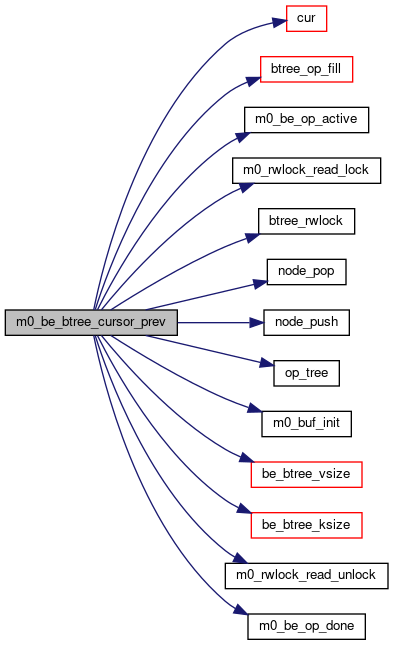 cur
btree_op_fill
m0_be_op_active
m0_rwlock_read_lock
btree_rwlock
node_pop
m0_be_btree_cursor_prev
node_push
op_tree
m0_buf_init
be_btree_vsize
be_btree_ksize
m0_rwlock_read_unlock
m0_be_op_done